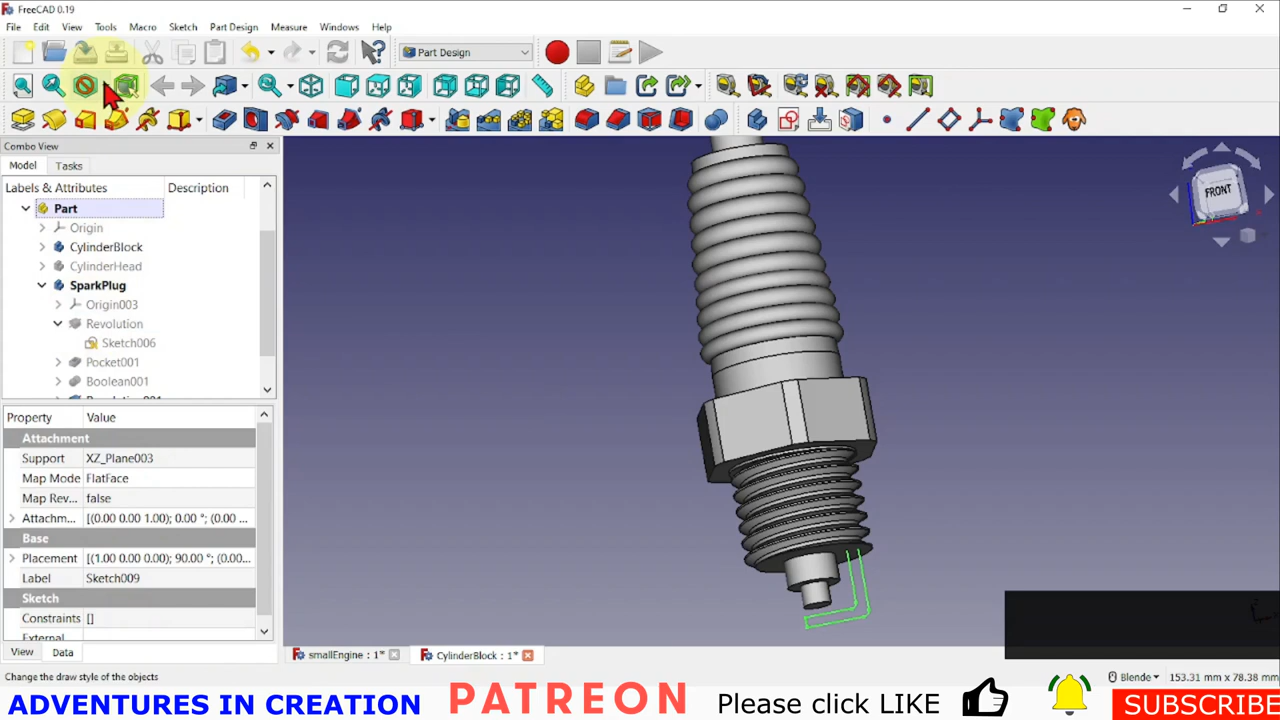 FreeCAD 0.19
File Edit View Tools Macro Sketch Part Design Measure Windows Help
Part Design
Combo View
Model Tasks
Labels & Attributes Description
Part
Origin
CylinderBlock
CylinderHead
SparkPlug
Origin003
Revolution
Sketch006
Pocket001
Boolean001
FRONT
Property Value
Attachment
Support XZ_Plane003
Map Mode FlatFace
Map Rev... false
Attachm... [(0.00 0.00 1.00); 0.00 °; (0.00 ...
Base
Placement [(1.00 0.00 0.00); 90.00 °; (0.00...
Label Sketch009
Sketch
Constraints []
External
View Data
smallEngine : 1* CylinderBlock : 1*
Change the draw style of the objects
Blende 153.31 mm x 78.38 mm
ADVENTURES IN CREATION PATREON Please click LIKE SUBSCRIBE